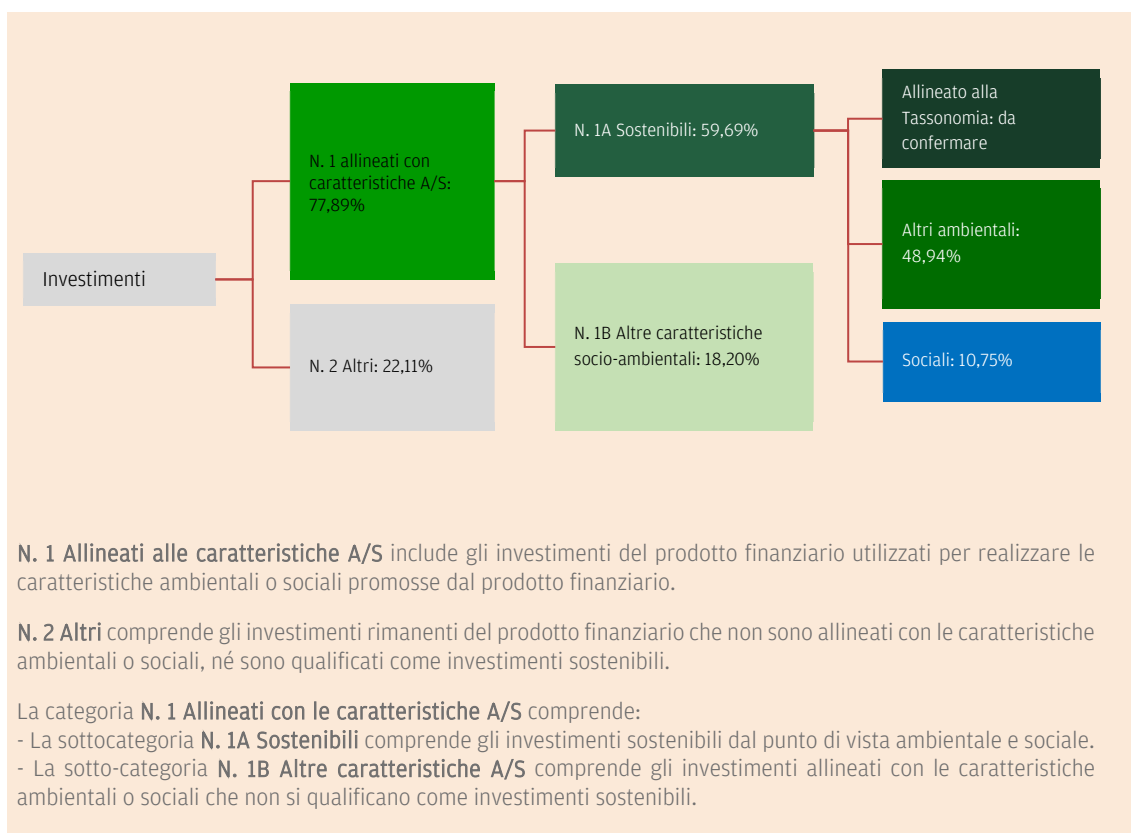 Investimenti
N. 1 allineati con
caratteristiche A/S:
77,89%
N. 2 Altri: 22,11%
N. 1A Sostenibili: 59,69%
N. 1B Altre caratteristiche
socio-ambientali: 18,20%
Allineato alla
Tassonomia: da
confermare
Altri ambientali:
48,94%
Sociali: 10,75%
N. 1 Allineati alle caratteristiche A/S include gli investimenti del prodotto finanziario utilizzati per realizzare le
caratteristiche ambientali o sociali promosse dal prodotto finanziario.
N. 2 Altri comprende gli investimenti rimanenti del prodotto finanziario che non sono allineati con le caratteristiche
ambientali o sociali, né sono qualificati come investimenti sostenibili.
La categoria N. 1 Allineati con le caratteristiche A/S comprende:
- La sottocategoria N. 1A Sostenibili comprende gli investimenti sostenibili dal punto di vista ambientale e sociale.
- La sotto-categoria N. 1B Altre caratteristiche A/S comprende gli investimenti allineati con le caratteristiche
ambientali o sociali che non si qualificano come investimenti sostenibili.